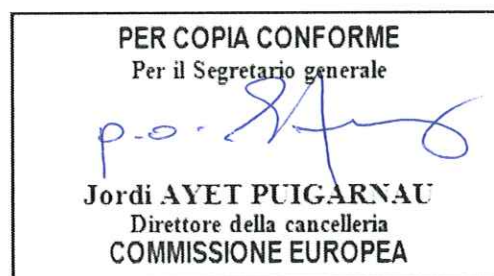 PER COPIA CONFORME
Per il Segretario generale
p.o.
Jordi AYET PUIGARNAU
Direttore della cancelleria
COMMISSIONE EUROPEA